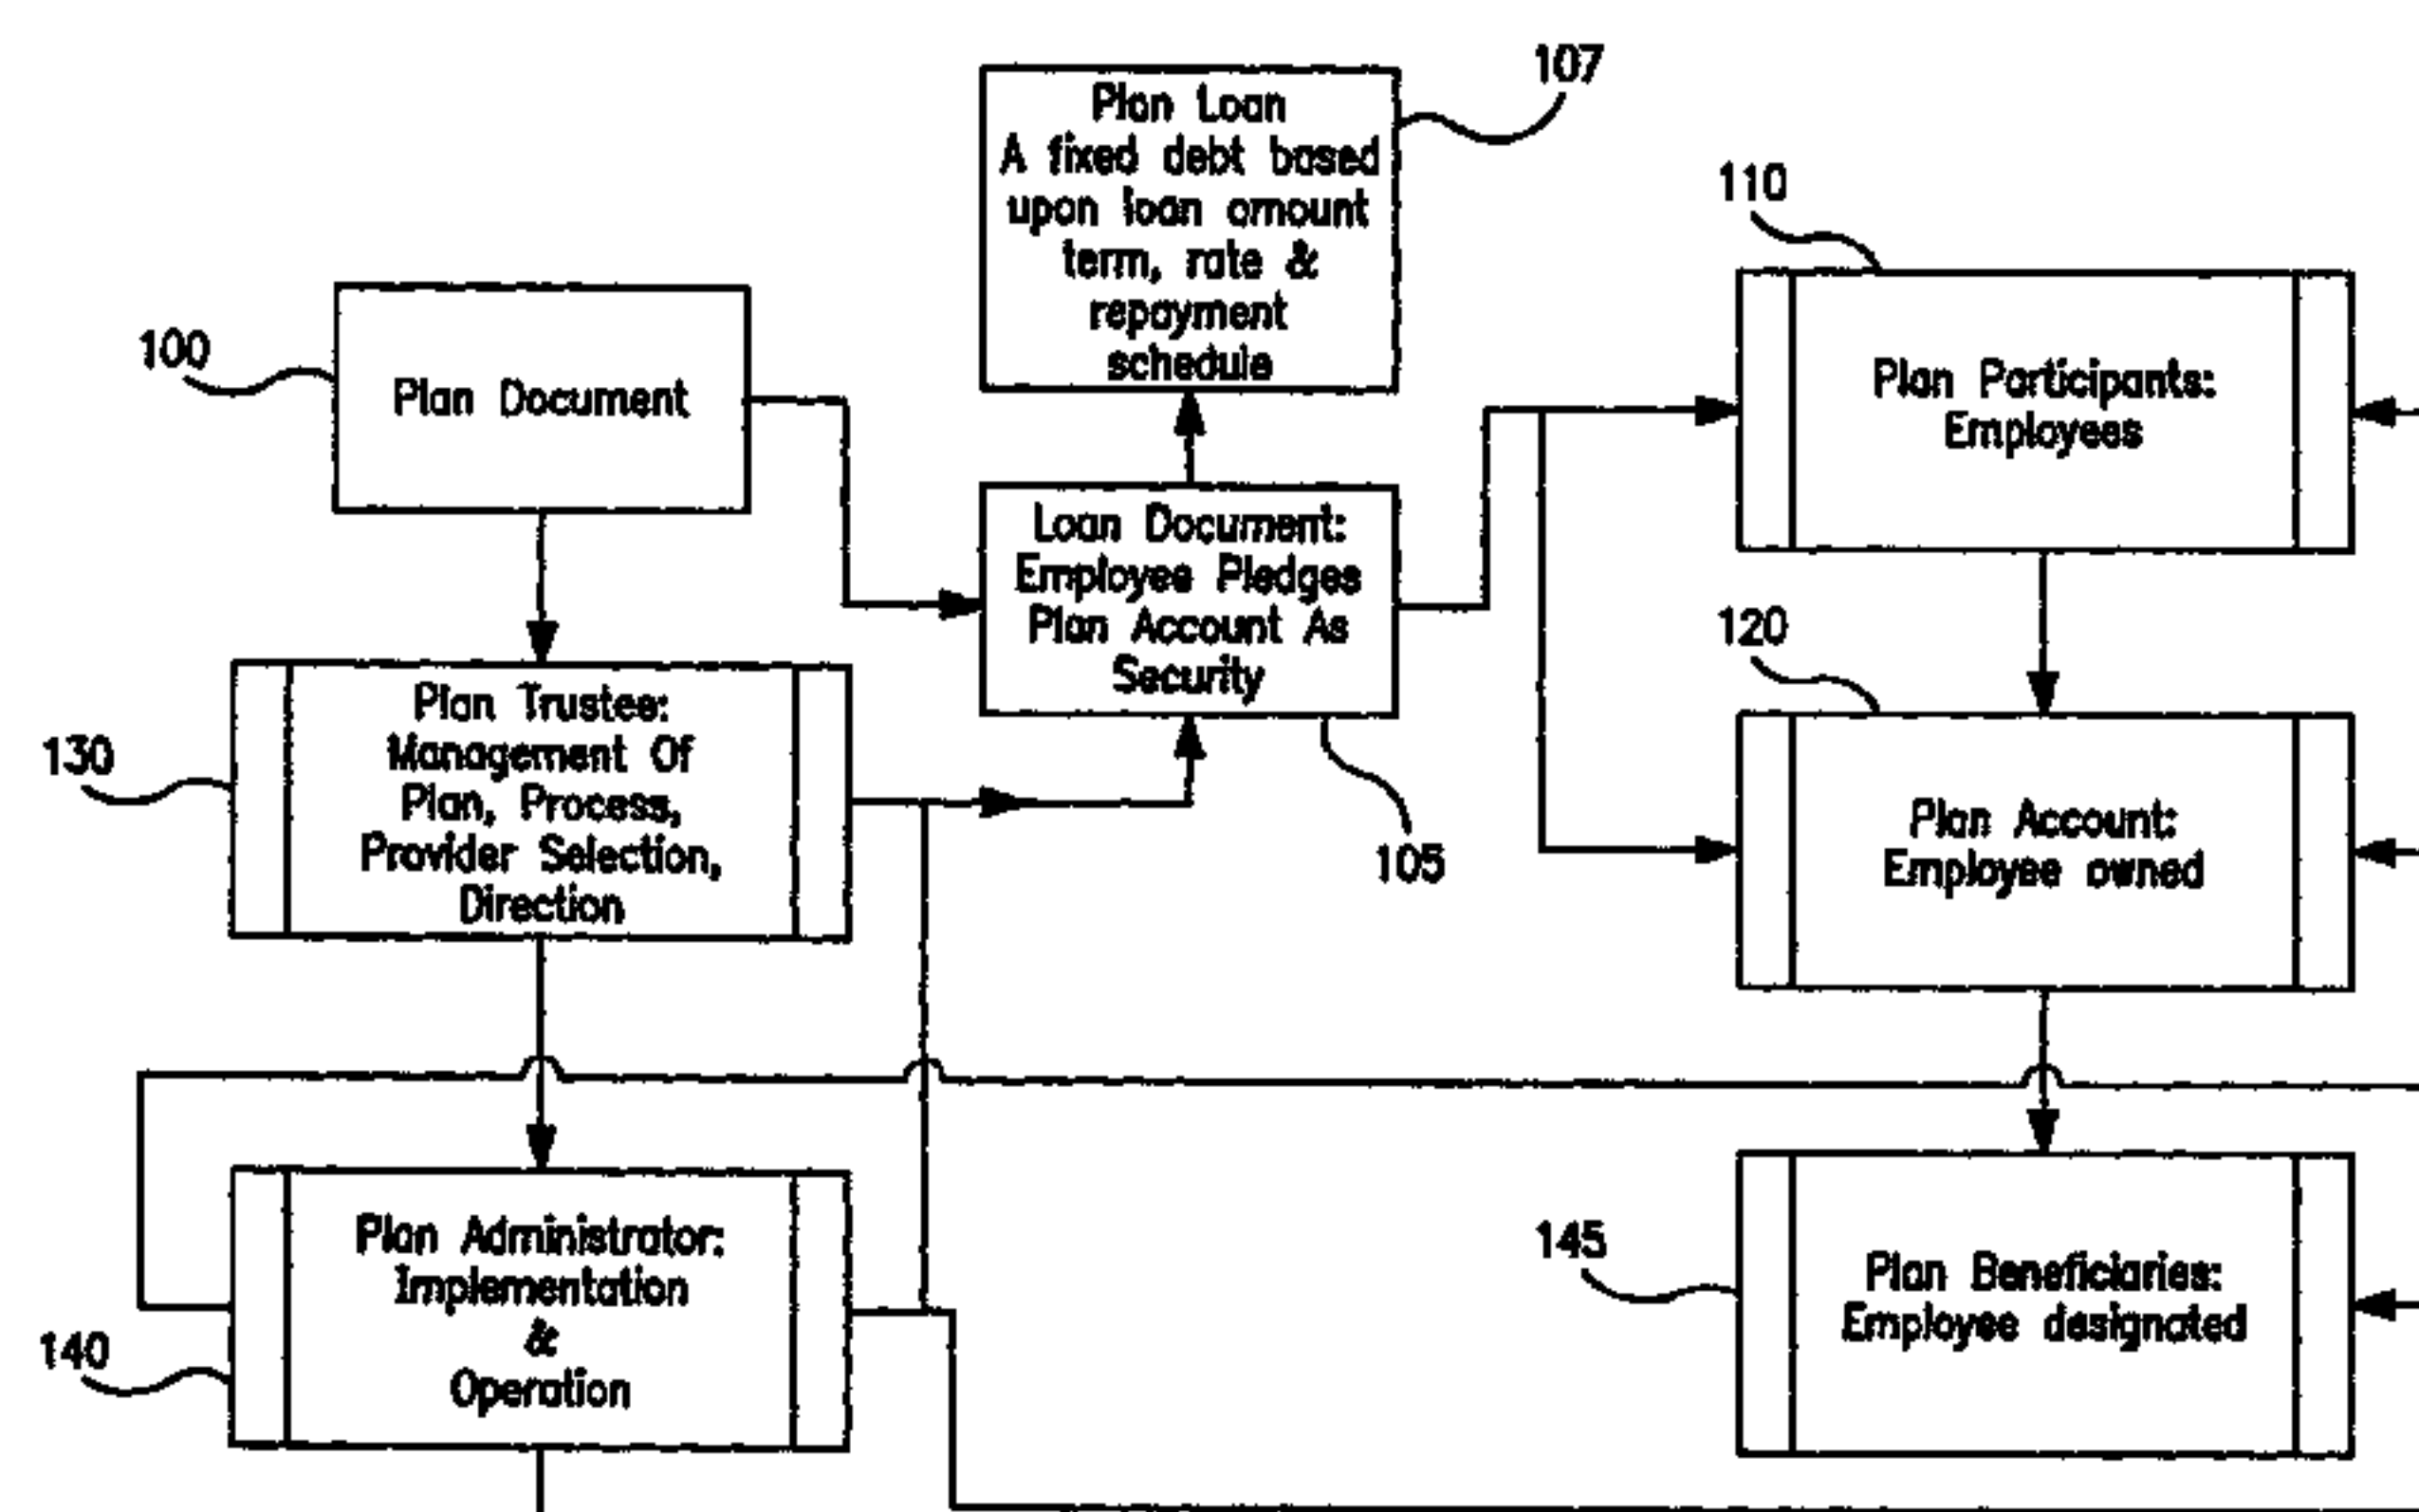 107
Plan Loan
A fixed debt based
upon loan amount
term, rate &
repayment
schedule
110
100
Plan Document
Plan Participants:
Employees
Loan Document:
Employee Pledges
Plan Account As
Security
105
120
130
Plan Trustee:
Management Of
Plan, Process,
Provider Selection,
Direction
Plan Account:
Employee owned
140
Plan Administrator:
Implementation
&
Operation
145
Plan Beneficiaries:
Employee designated